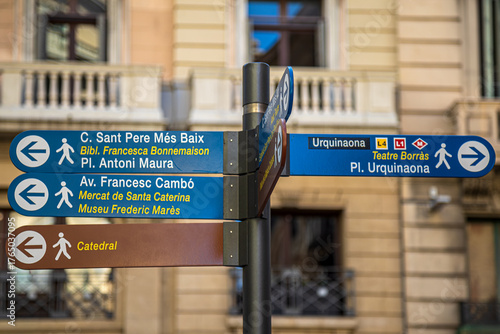 C. Sant Pere Més Baix
Bibl. Francesca Bonnemaison
Pl. Antoni Maura
Av. Francesc Cambó
Mercat de Santa Caterina
Museu Frederic Marès
Catedral
Urquinaona L4 L1 M
Teatre Borràs
Pl. Urquinaona